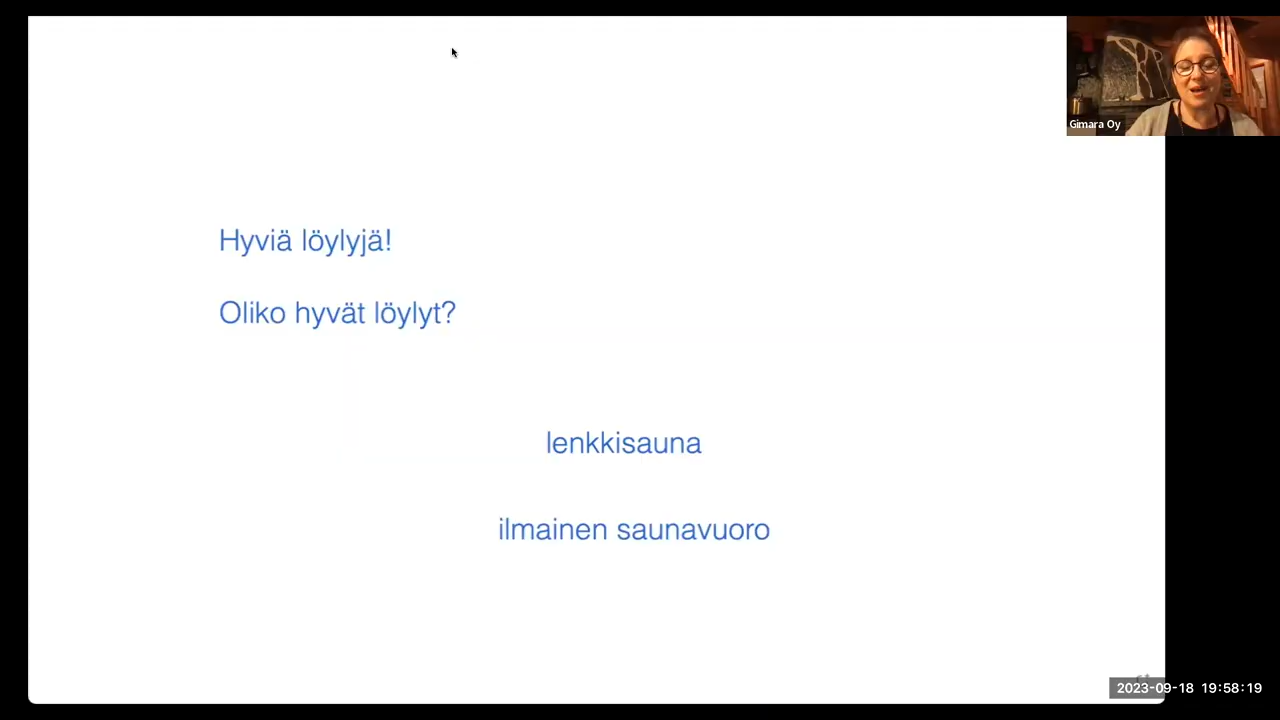 Gimara Oy
Hyviä löylyjä!
Oliko hyvät löylyt?
lenkkisauna
ilmainen saunavuoro
2023-09-18 19:58:19